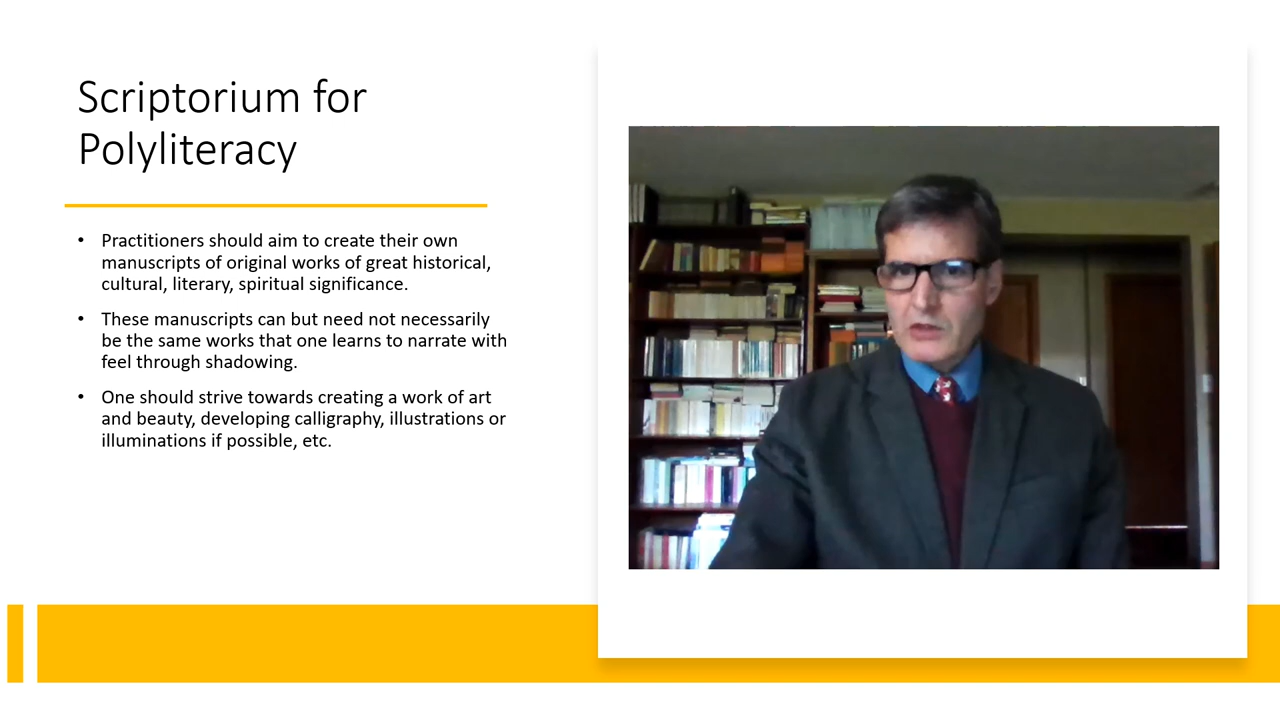 Scriptorium for
Polyliteracy
• Practitioners should aim to create their own
manuscripts of original works of great historical,
cultural, literary, spiritual significance.
• These manuscripts can but need not necessarily
be the same works that one learns to narrate with
feel through shadowing.
• One should strive towards creating a work of art
and beauty, developing calligraphy, illustrations or
illuminations if possible, etc.